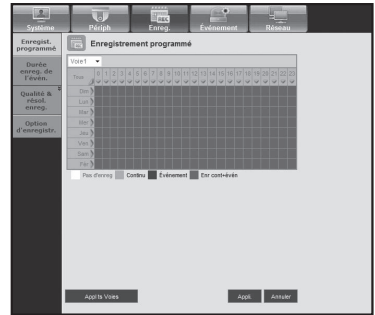 Système Périph Enreg. Événement Réseau
REC
Enregist. programmé
Enregistrement programmé
Durée enreg. de l'éven.
Qualité & résol. enreg.
Option d'enregistr.
Voie1
Tous 0 1 2 3 4 5 6 7 8 9 10 11 12 13 14 15 16 17 18 19 20 21 22 23
Dim
Lun
Mar
Mer
Jeu
Ven
Sam
Fér
Pas d'enreg Continu Événement Enr cont+évén
Appl ts Voies Appli. Annuler